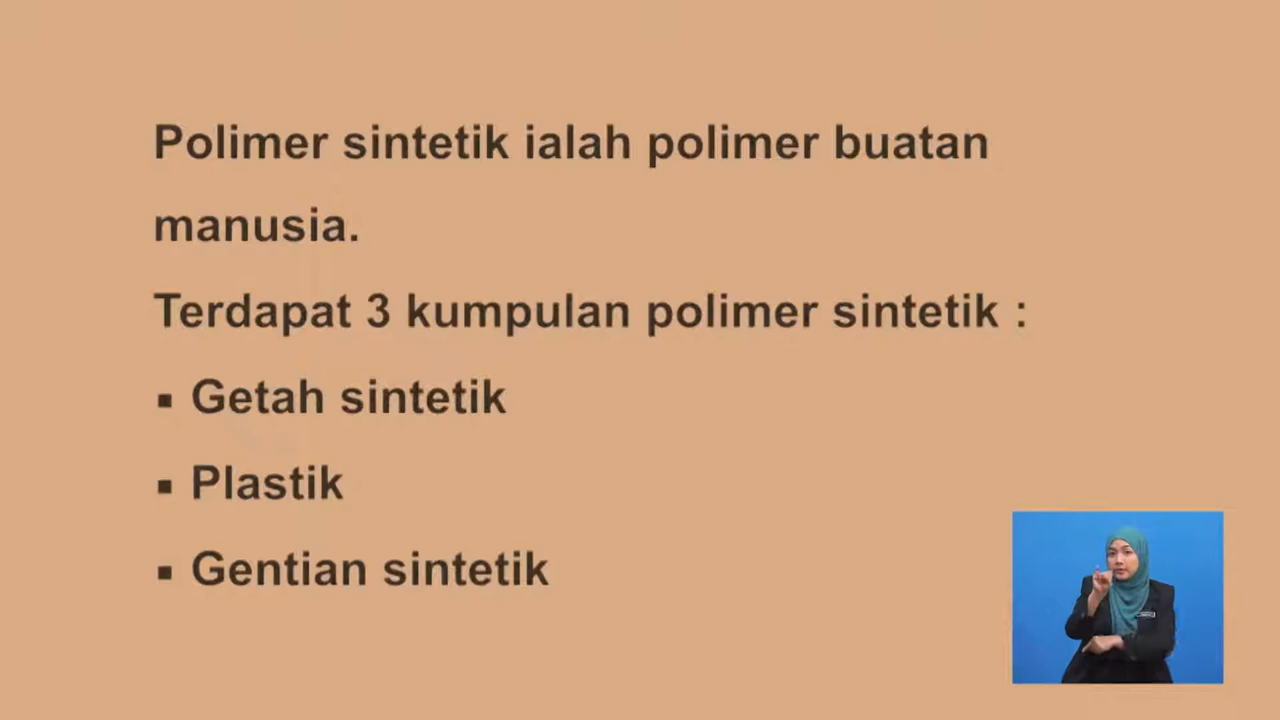 Polimer sintetik ialah polimer buatan
manusia.
Terdapat 3 kumpulan polimer sintetik :
▪ Getah sintetik
▪ Plastik
▪ Gentian sintetik